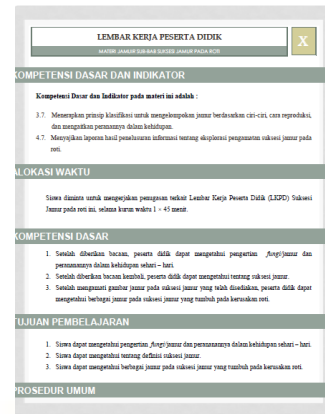 LEMBAR KERJA PESERTA DIDIK
MATERI JAMUR SUB-BAB SUKSESI JAMUR PADA ROTI
X
KOMPETENSI DASAR DAN INDIKATOR
Kompetensi Dasar dan Indikator pada materi ini adalah :
3.7. Menerapkan prinsip klasifikasi untuk mengelompokan jamur berdasarkan ciri-ciri, cara reproduksi,
dan mengaitkan peranannya dalam kehidupan.
4.7. Menyajikan laporan hasil penelusuran informasi tentang eksplorasi pengamatan suksesi jamur pada
roti.
ALOKASI WAKTU
Siswa diminta untuk mengerjakan penugasan terkait Lembar Kerja Peserta Didik (LKPD) Suksesi
Jamur pada roti ini, selama kurun waktu 1 × 45 menit.
KOMPETENSI DASAR
1. Setelah diberikan bacaan, peserta didik dapat mengetahui pengertian fungi/jamur dan
peranannanya dalam kehidupan sehari – hari.
2. Setelah diberikan bacaan kembali, peserta didik dapat mengetahui tentang suksesi jamur.
3. Setelah mengamati gambar jamur pada suksesi jamur yang telah disediakan, peserta didik dapat
mengetahui berbagai jamur pada suksesi jamur yang tumbuh pada kerusakan roti.
TUJUAN PEMBELAJARAN
1. Siswa dapat mengetahui pengertian fungi/jamur dan peranannanya dalam kehidupan sehari – hari.
2. Siswa dapat mengetahui tentang definisi suksesi jamur.
3. Siswa dapat mengetahui berbagai jamur pada suksesi jamur yang tumbuh pada kerusakan roti.
PROSEDUR UMUM